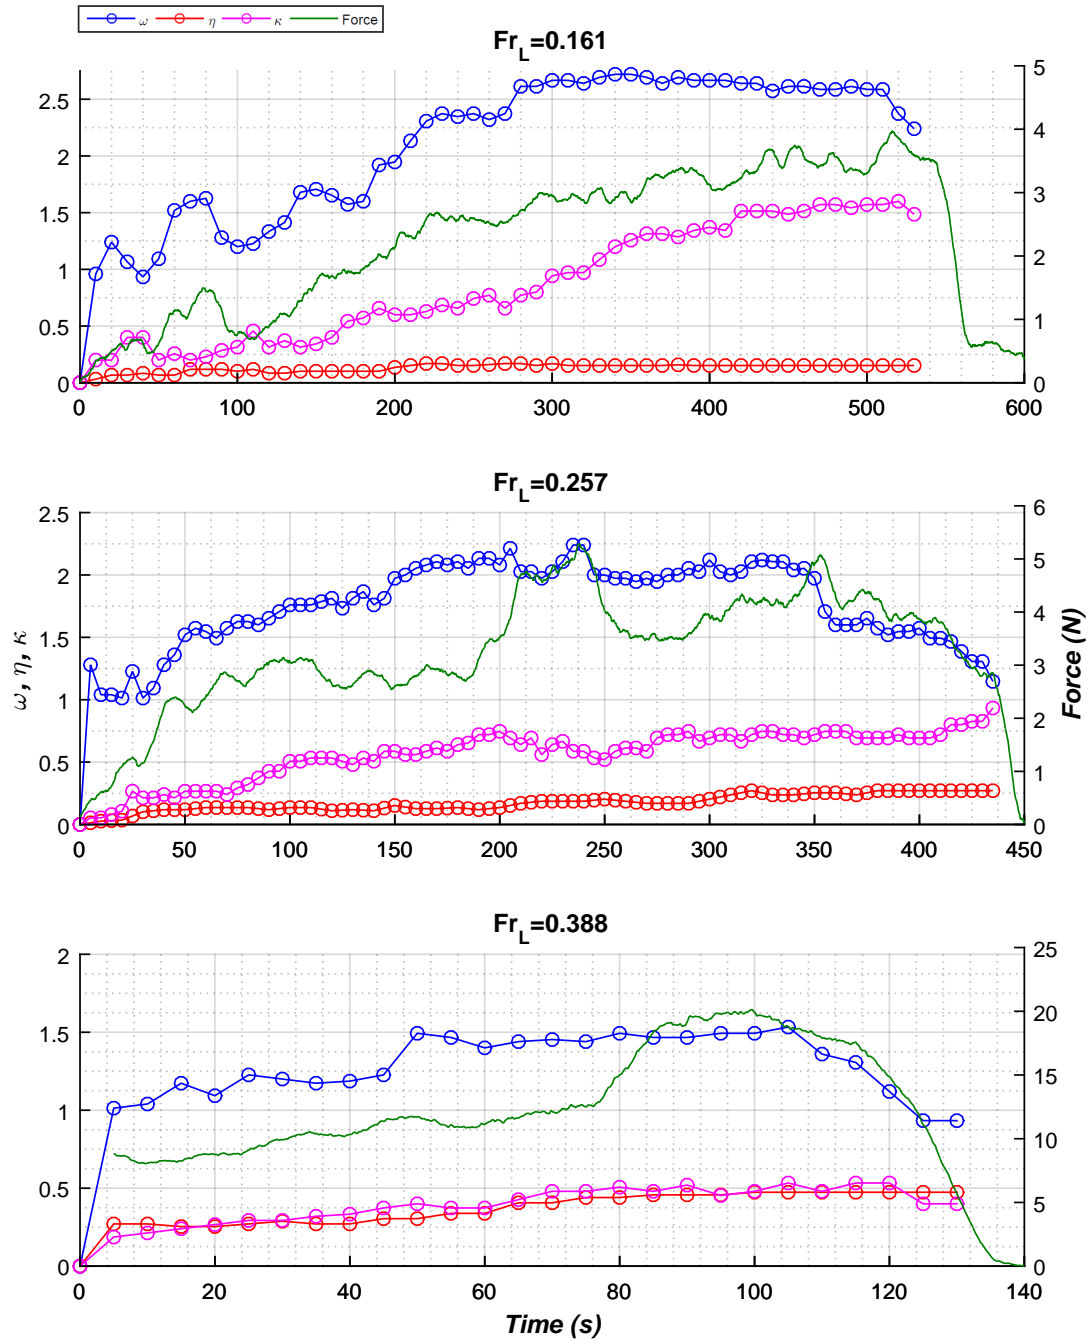 ω η κ Force
Fr_L=0.161
0 0.5 1 1.5 2 2.5
0 1 2 3 4 5
0 100 200 300 400 500 600
Fr_L=0.257
0 0.5 1 1.5 2 2.5
0 1 2 3 4 5 6
0 50 100 150 200 250 300 350 400 450
ω, η, κ
Force (N)
Fr_L=0.388
0 0.5 1 1.5 2
0 5 10 15 20 25
0 20 40 60 80 100 120 140
Time (s)